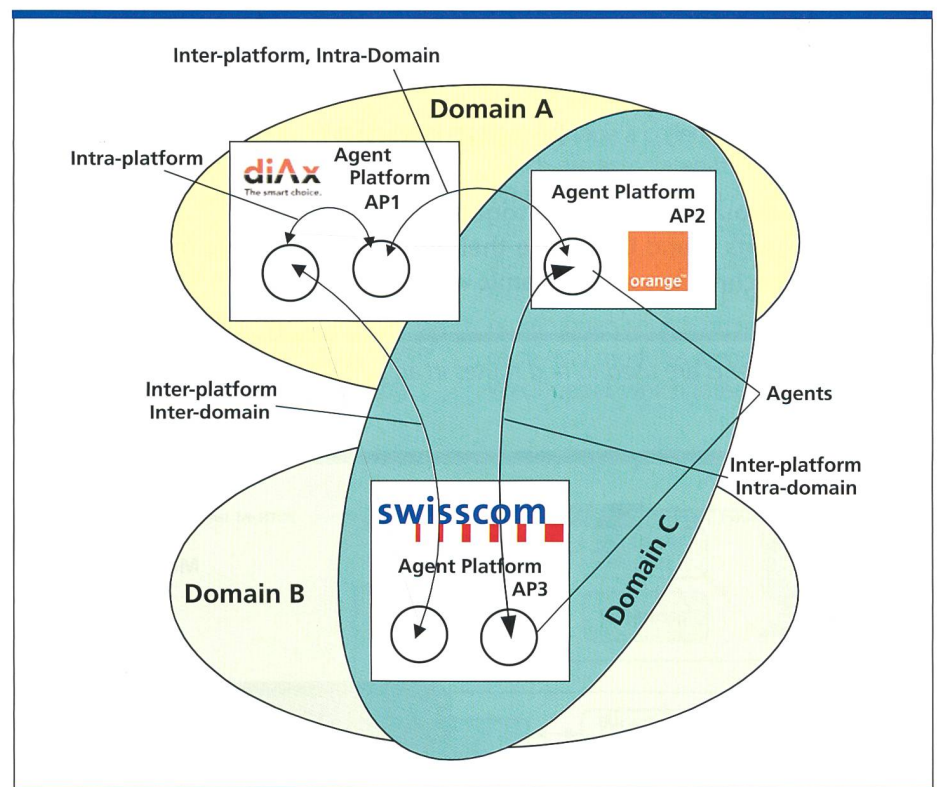 Inter-platform, Intra-Domain
Domain A
Intra-platform
diAx
The smart choice.
Agent
Platform
AP1
Agent Platform
AP2
orange™
Inter-platform
Inter-domain
Agents
Inter-platform
Intra-domain
swisscom
Agent Platform
AP3
Domain B
Domain C